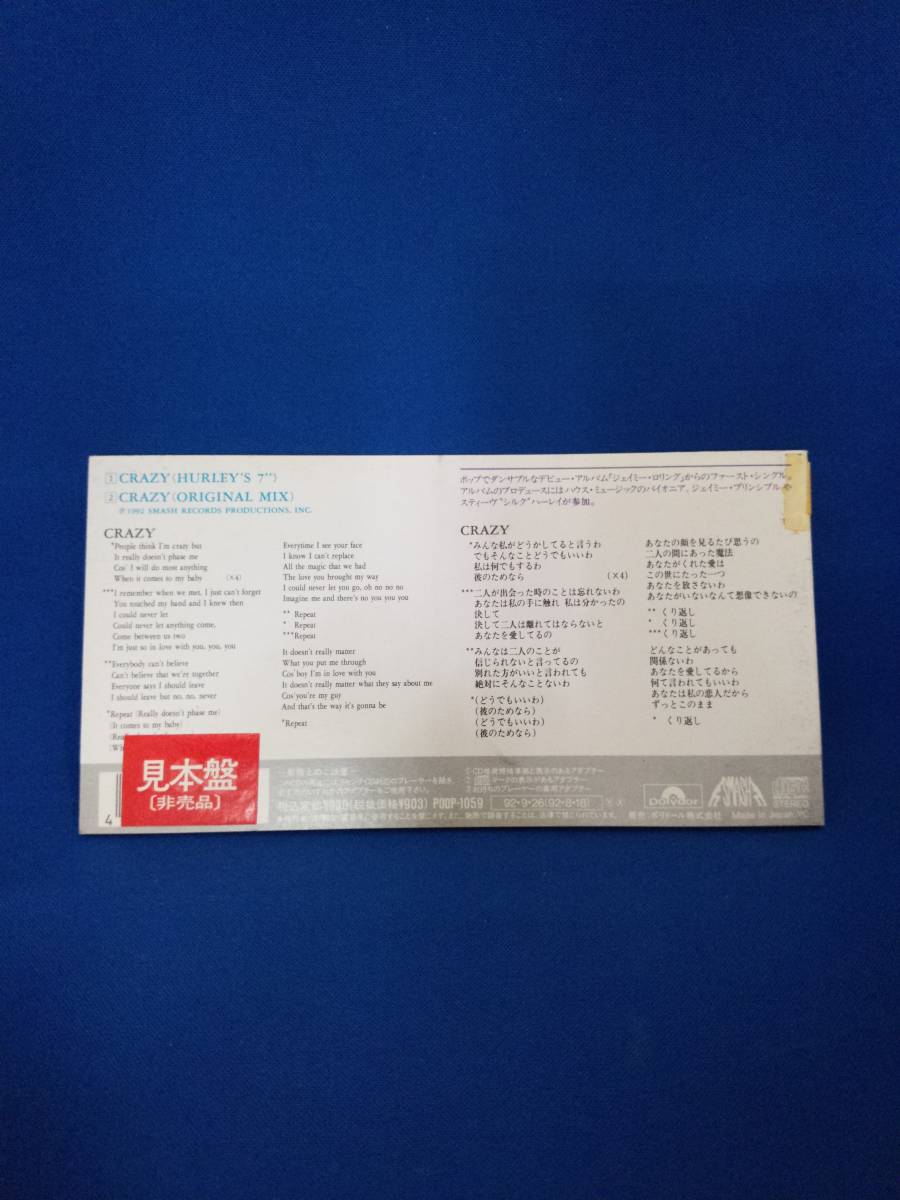 1 CRAZY (HURLEY'S 7'')
2 CRAZY (ORIGINAL MIX)
℗ 1992 SMASH RECORDS PRODUCTIONS, INC.
CRAZY
*People think I'm crazy but
It really doesn't phase me
Cos' I will do most anything
When it comes to my baby (X4)
***I remember when we met, I just can't forget
You touched my hand and I knew then
I could never let
Could never let anything come,
Come between us two
I'm just so in love with you, you, you
**Everybody can't believe
Can't believe that we're together
Everyone says I should leave
I should leave but no, no, never
*Repeat (Really doesn't phase me)
(It comes to my baby)
Everytime I see your face
I know I can't replace
All the magic that we had
The love you brought my way
I could never let you go, oh no no no
Imagine me and there's no you you you
** Repeat
* Repeat
***Repeat
It doesn't really matter
What you put me through
Cos' boy I'm in love with you
It doesn't really matter what they say about me
Cos' you're my guy
And that's the way it's gonna be
*Repeat
ポップでダンサブルなデビュー・アルバム「ジェイミー・ロリング」からのファースト・シングル。
アルバムのプロデュースにはハウス・ミュージックのパイオニア、ジェイミー・プリンシプル、
スティーヴ“シルク”ハーレイが参加。
CRAZY
*みんな私がどうかしてると言うわ
でもそんなことどうでもいいわ
私は何でもするわ
彼のためなら (X4)
***二人が出会った時のことは忘れないわ
あなたは私の手に触れ 私は分かったの
決して
決して二人は離れてはならないと
あなたを愛してるの
**みんなは二人のことが
信じられないと言ってるの
別れた方がいいと言われても
絶対にそんなことないわ
*(どうでもいいわ)
(彼のためなら)
(どうでもいいわ)
(彼のためなら)
あなたの顔を見るたび思うの
二人の間にあった魔法
あなたがくれた愛は
この世にたった一つ
あなたを放さないわ
あなたがいないなんて想像できないの
** くり返し
* くり返し
***くり返し
どんなことがあっても
関係ないわ
あなたを愛してるから
何て言われてもいいわ
あなたは私の恋人だから
ずっとこのまま
* くり返し
見本盤
〔非売品〕
4
(税抜価格¥903) POOP-1059
'92・9・26('92・8・18)
Polydor
発売：ポリドール株式会社
Made in Japan
STEREO